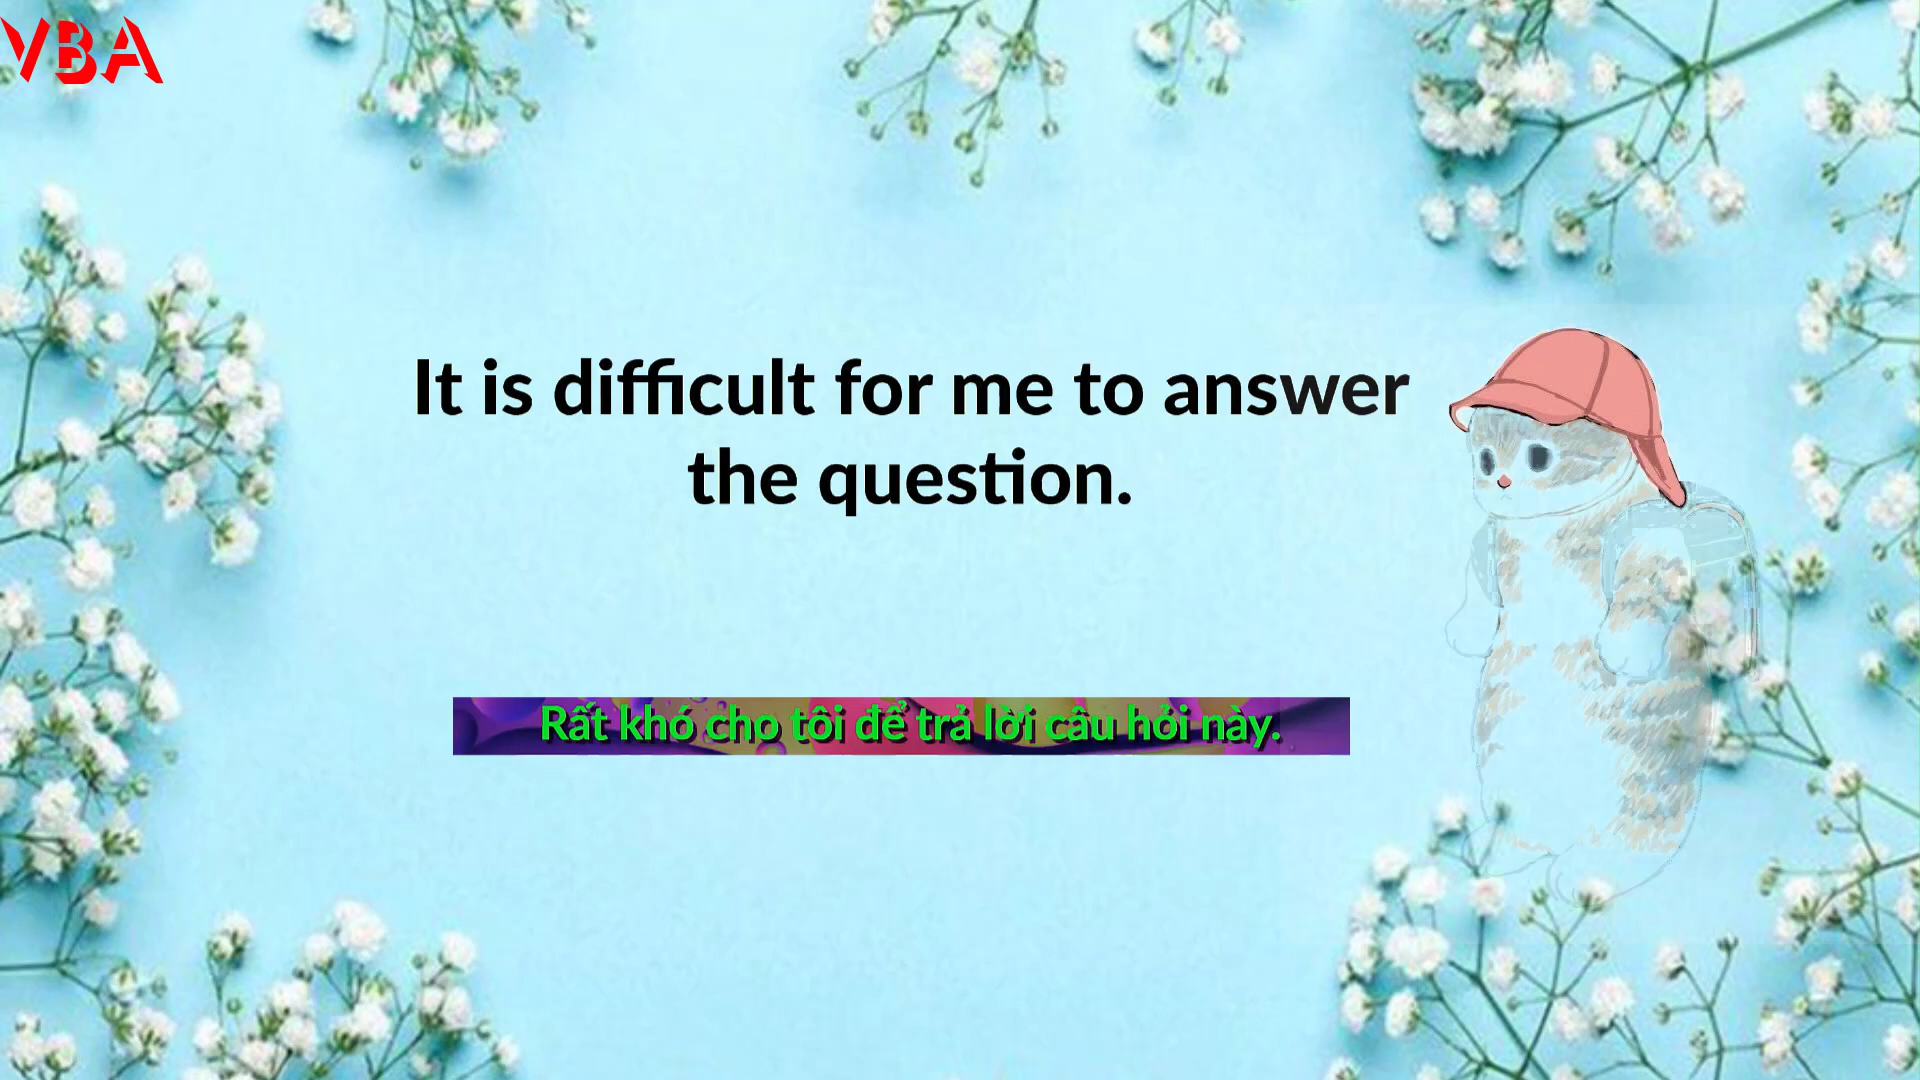 VBA
It is difficult for me to answer
the question.
Rất khó cho tôi để trả lời câu hỏi này.